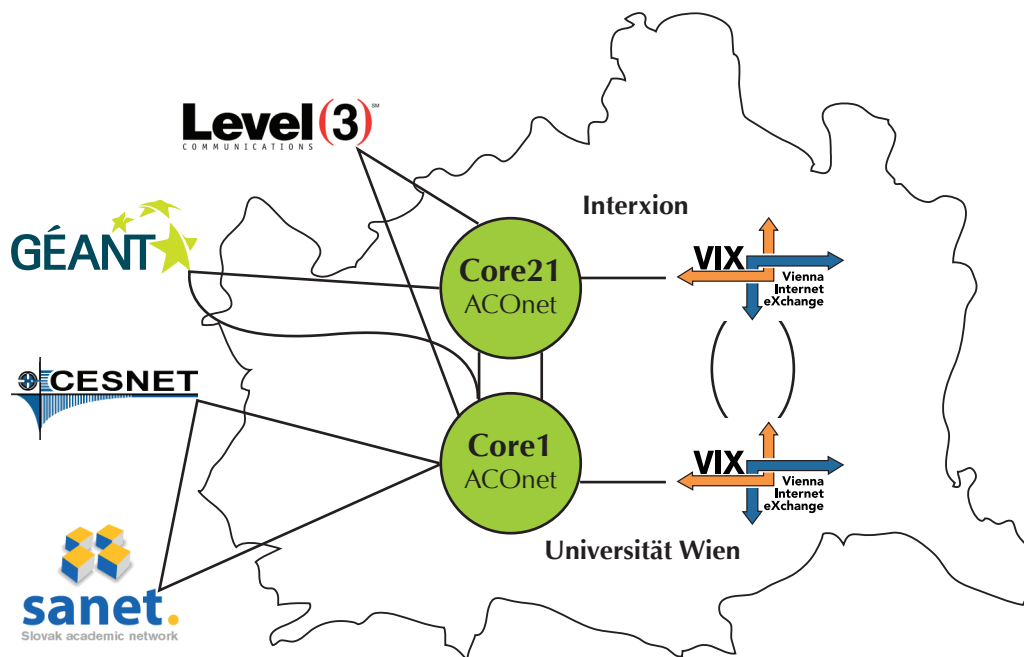 Level(3)℠
COMMUNICATIONS
Interxion
GÉANT
Core21
ACOnet
VIX
Vienna
Internet
eXchange
CESNET
Core1
ACOnet
VIX
Vienna
Internet
eXchange
Universität Wien
sanet.
Slovak academic network